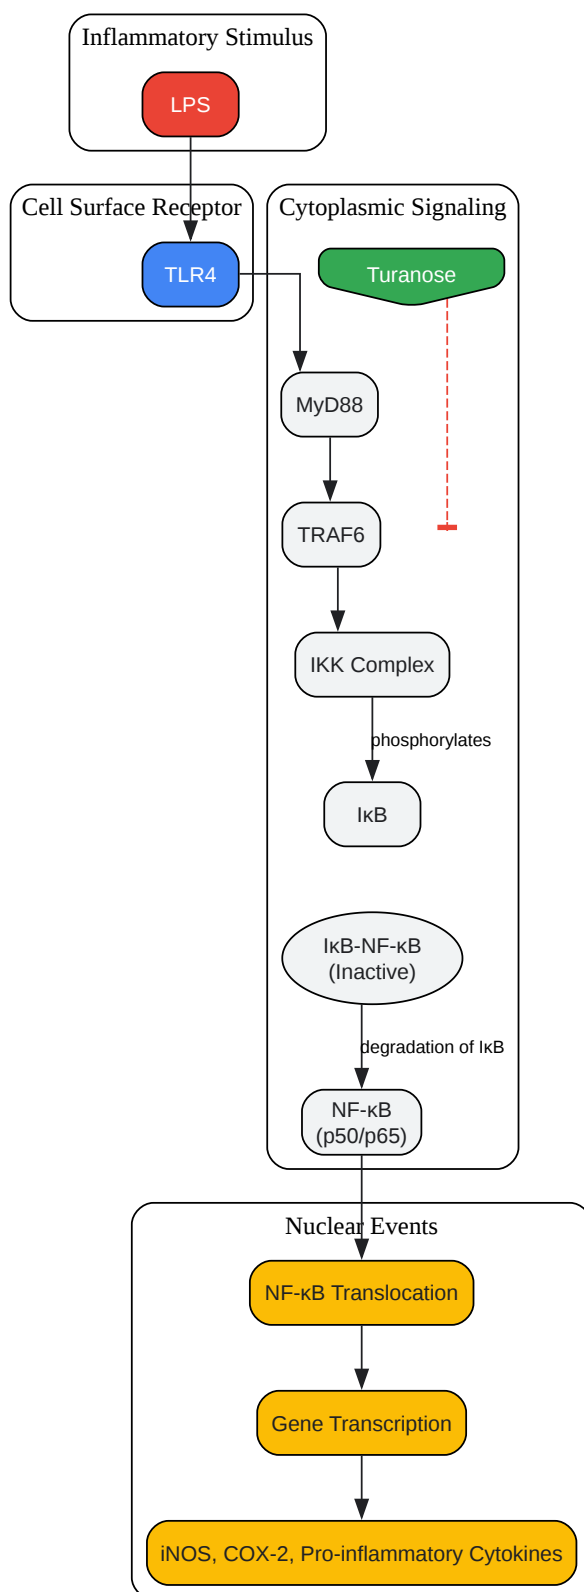 Inflammatory Stimulus
LPS
Cell Surface Receptor
TLR4
Cytoplasmic Signaling
Turanose
MyD88
TRAF6
IKK Complex
phosphorylates
IκB
IκB-NF-κB
(Inactive)
degradation of IκB
NF-κB
(p50/p65)
Nuclear Events
NF-κB Translocation
Gene Transcription
iNOS, COX-2, Pro-inflammatory Cytokines